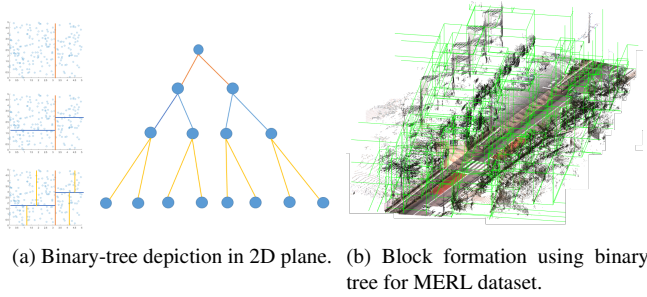 (a) Binary-tree depiction in 2D plane.
(b) Block formation using binary
tree for MERL dataset.